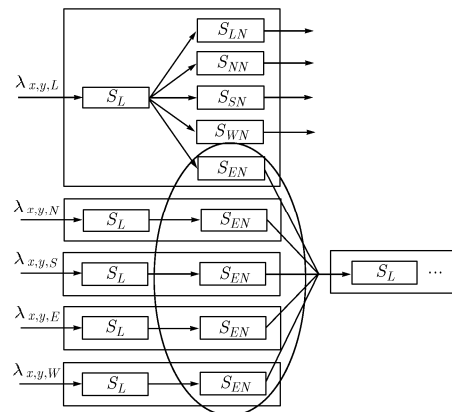 S_{LN}
S_{NN}
λ_{x,y,L} S_L S_{SN}
S_{WN}
S_{EN}
λ_{x,y,N} S_L S_{EN}
λ_{x,y,S} S_L S_{EN} S_L ...
λ_{x,y,E} S_L S_{EN}
λ_{x,y,W} S_L S_{EN}